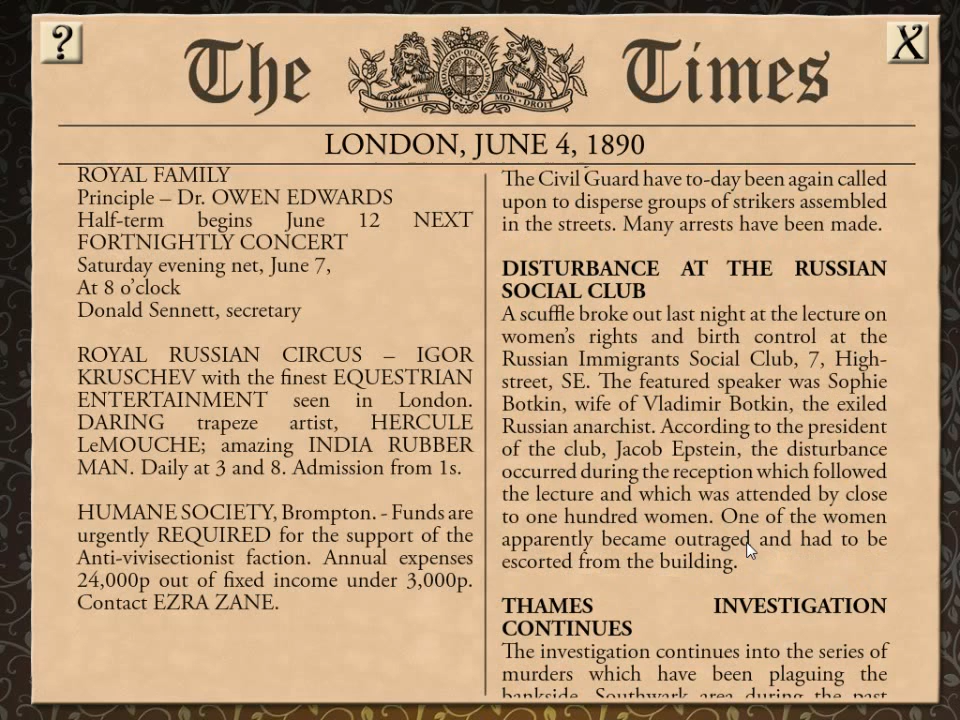 ?
The Times
X
DIEU·ET MON·DROIT
LONDON, JUNE 4, 1890
ROYAL FAMILY
Principle – Dr. OWEN EDWARDS
Half-term begins June 12 NEXT
FORTNIGHTLY CONCERT
Saturday evening net, June 7,
At 8 o’clock
Donald Sennett, secretary
ROYAL RUSSIAN CIRCUS – IGOR
KRUSCHEV with the finest EQUESTRIAN
ENTERTAINMENT seen in London.
DARING trapeze artist, HERCULE
LeMOUCHE; amazing INDIA RUBBER
MAN. Daily at 3 and 8. Admission from 1s.
HUMANE SOCIETY, Brompton. - Funds are
urgently REQUIRED for the support of the
Anti-vivisectionist faction. Annual expenses
24,000p out of fixed income under 3,000p.
Contact EZRA ZANE.
The Civil Guard have to-day been again called
upon to disperse groups of strikers assembled
in the streets. Many arrests have been made.
DISTURBANCE AT THE RUSSIAN
SOCIAL CLUB
A scuffle broke out last night at the lecture on
women’s rights and birth control at the
Russian Immigrants Social Club, 7, High-
street, SE. The featured speaker was Sophie
Botkin, wife of Vladimir Botkin, the exiled
Russian anarchist. According to the president
of the club, Jacob Epstein, the disturbance
occurred during the reception which followed
the lecture and which was attended by close
to one hundred women. One of the women
apparently became outraged and had to be
escorted from the building.
THAMES INVESTIGATION
CONTINUES
The investigation continues into the series of
murders which have been plaguing the
bankside, Southwark area during the past